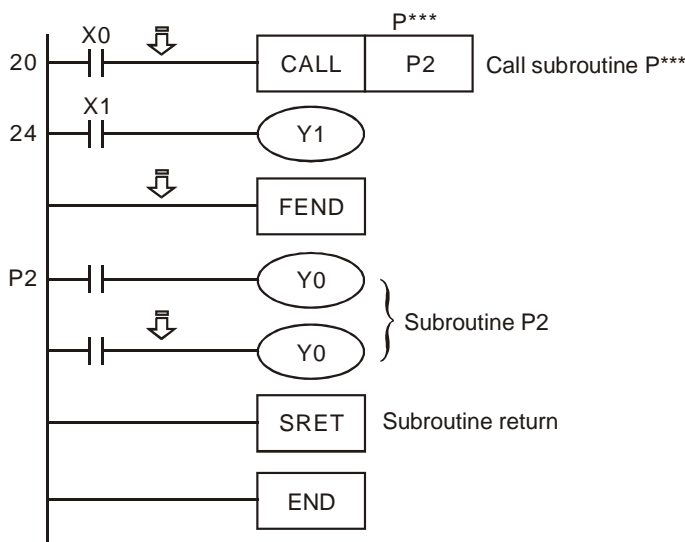 P***
X0
20 CALL P2 Call subroutine P***
X1
24 Y1
FEND
P2 Y0
Subroutine P2
Y0
SRET Subroutine return
END